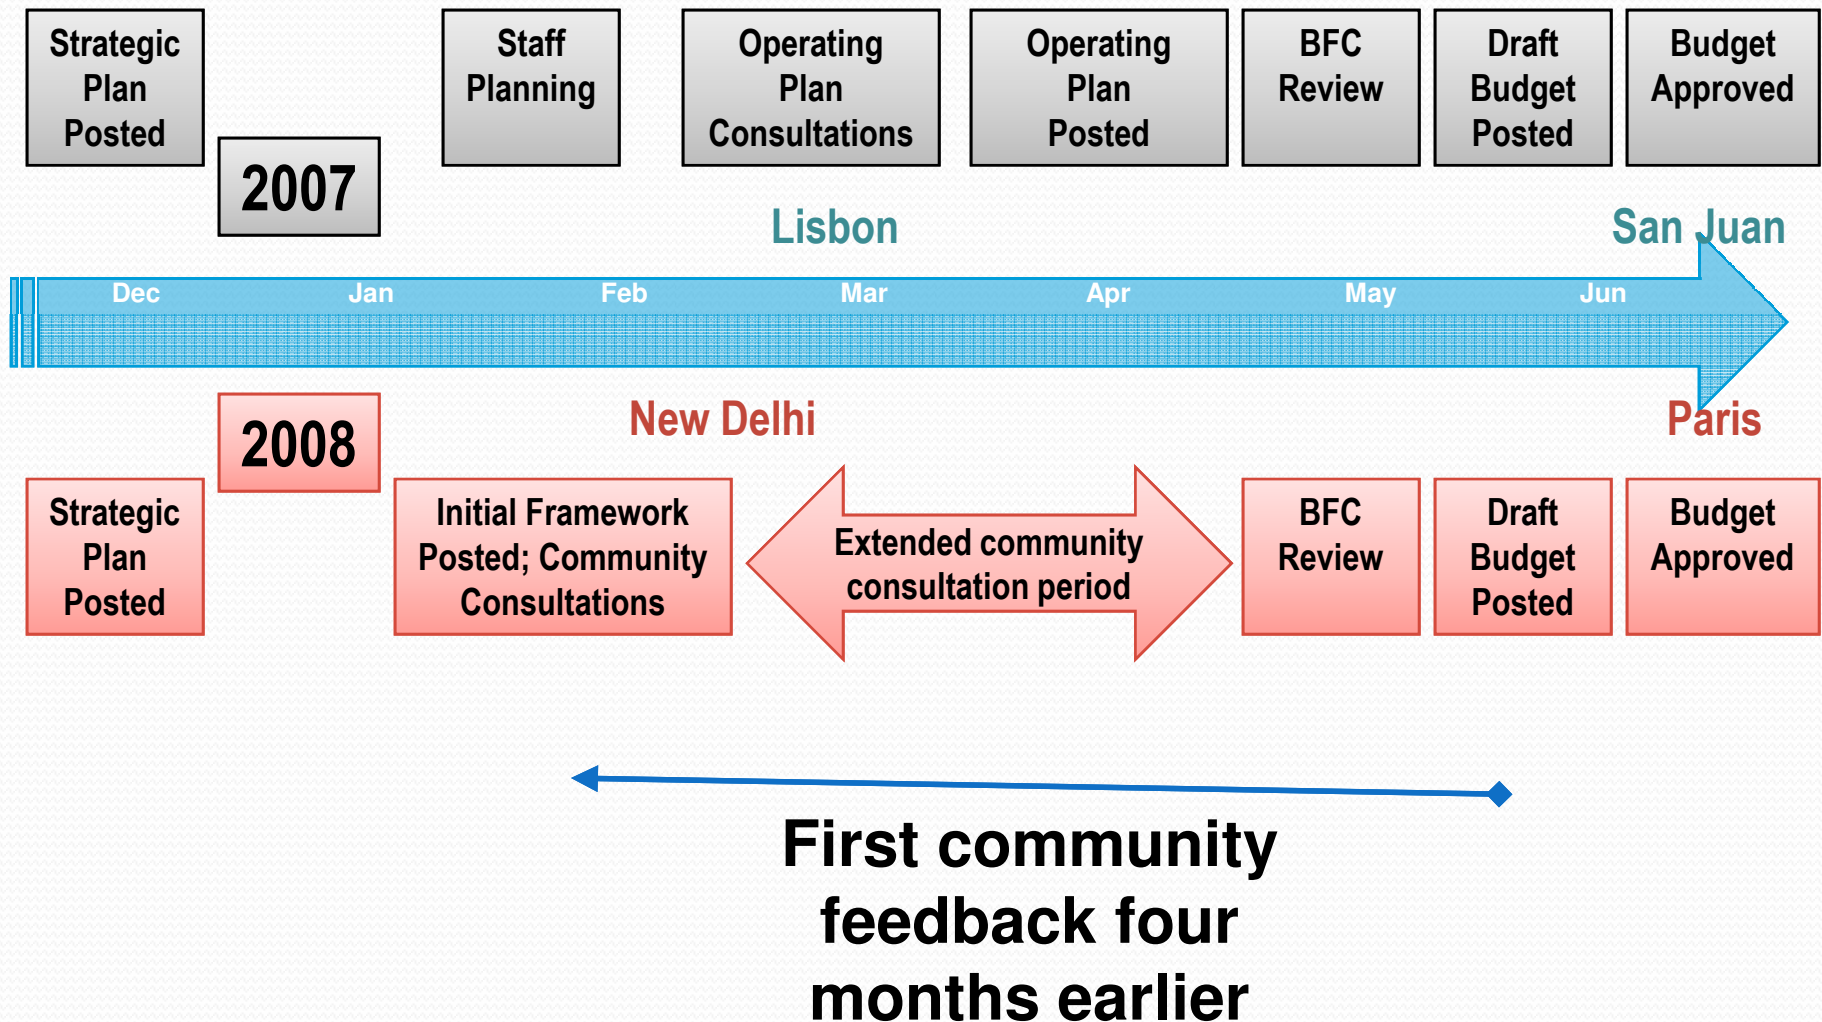 Strategic
Plan
Posted
Staff
Planning
Operating
Plan
Consultations
Operating
Plan
Posted
BFC
Review
Draft
Budget
Posted
Budget
Approved
2007
Lisbon
San Juan
Dec
Jan
Feb
Mar
Apr
May
Jun
2008
New Delhi
Paris
Strategic
Plan
Posted
Initial Framework
Posted; Community
Consultations
Extended community
consultation period
BFC
Review
Draft
Budget
Posted
Budget
Approved
First community
feedback four
months earlier